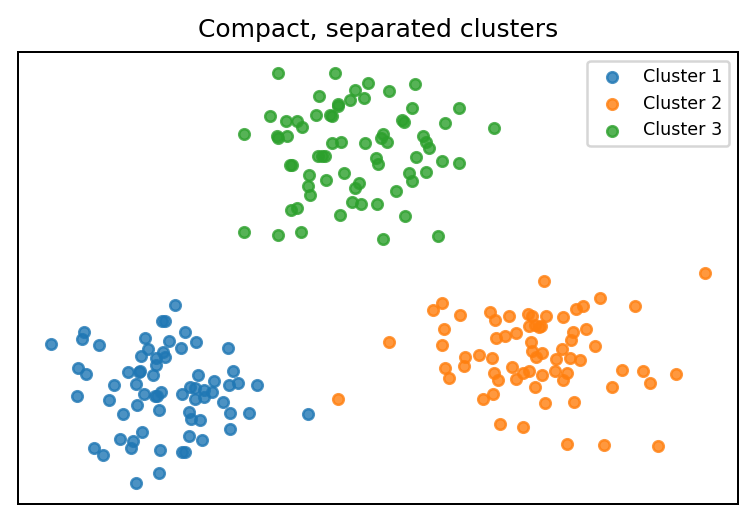 Compact, separated clusters
Cluster 1
Cluster 2
Cluster 3